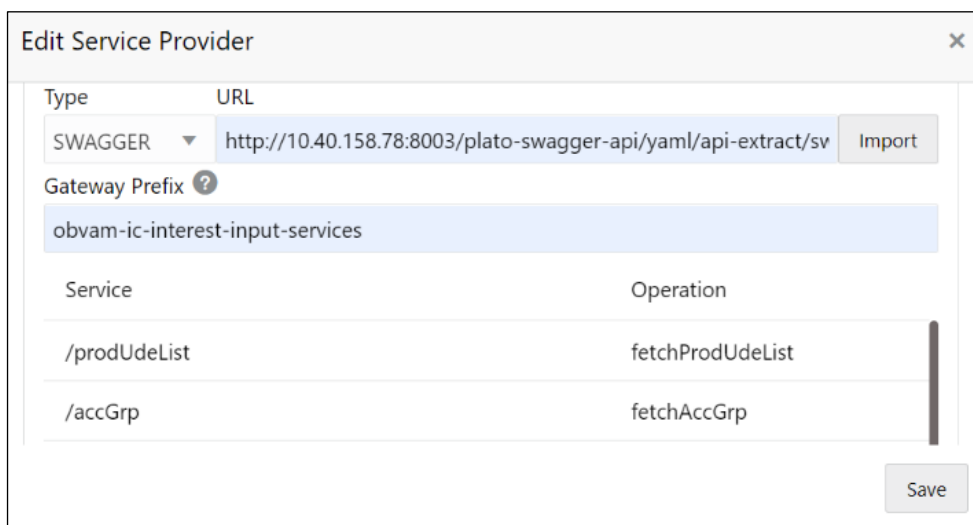 Edit Service Provider
Type URL
SWAGGER http://10.40.158.78:8003/plato-swagger-api/yaml/api-extract/sw Import
Gateway Prefix ?
obvam-ic-interest-input-services
Service Operation
/prodUdeList fetchProdUdeList
/accGrp fetchAccGrp
Save